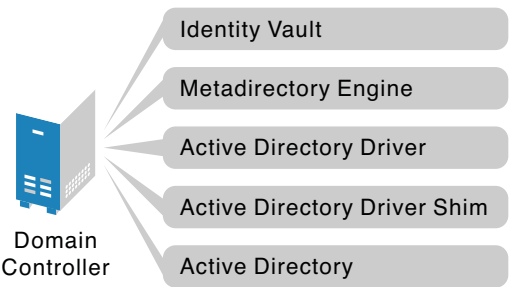 Identity Vault
Metadirectory Engine
Active Directory Driver
Active Directory Driver Shim
Active Directory
Domain
Controller